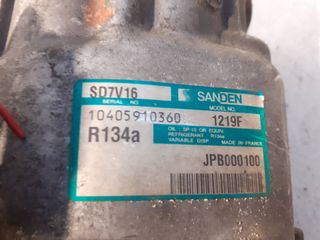 SD7V16 SANDEN
SERIAL NO. MODEL NO.
10405910360 1219F
R134a
OIL SP-10 OR EQUIV.
REFRIGERANT R134a
VARIABLE DISP. MADE IN FRANCE
JPB000100